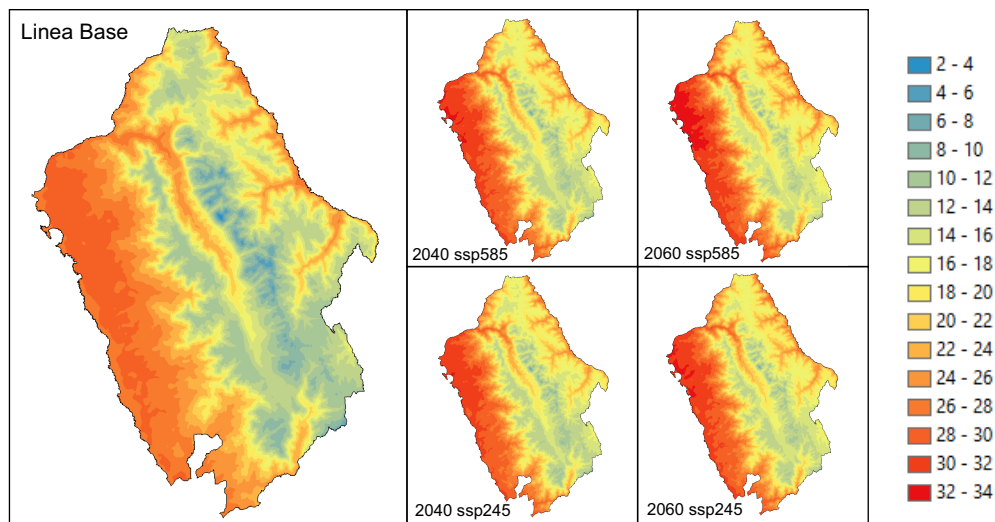 Linea Base
2040 ssp585
2060 ssp585
2040 ssp245
2060 ssp245
2 - 4
4 - 6
6 - 8
8 - 10
10 - 12
12 - 14
14 - 16
16 - 18
18 - 20
20 - 22
22 - 24
24 - 26
26 - 28
28 - 30
30 - 32
32 - 34